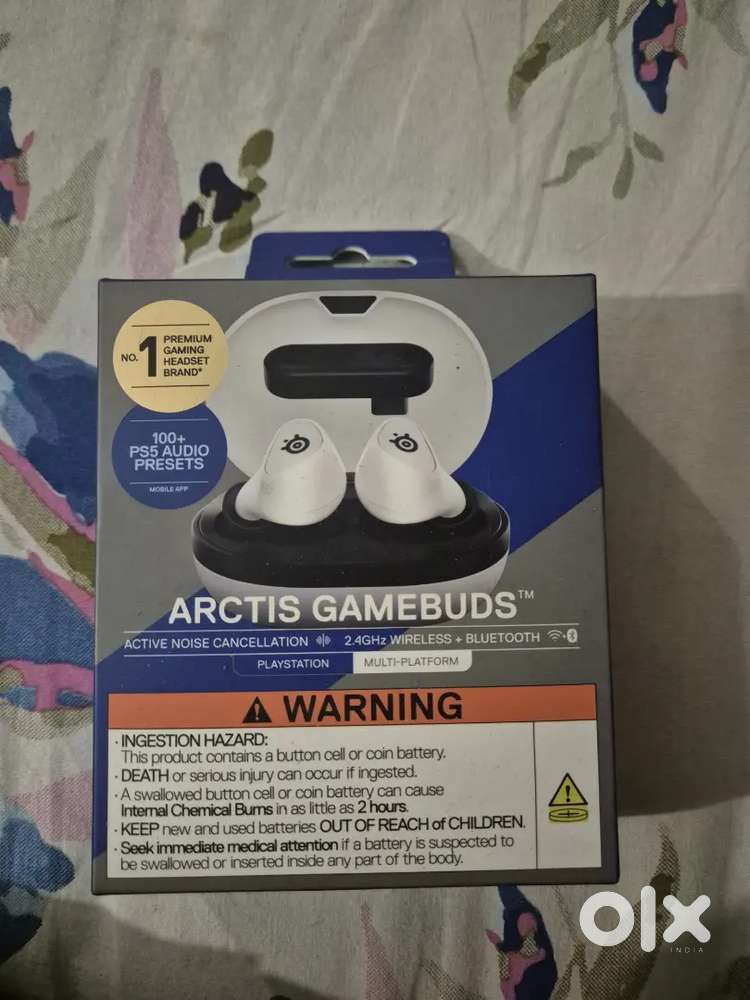 NO. 1 PREMIUM
GAMING
HEADSET
BRAND*
100+
PS5 AUDIO
PRESETS
MOBILE APP
ARCTIS GAMEBUDS™
ACTIVE NOISE CANCELLATION 2.4GHz WIRELESS + BLUETOOTH
PLAYSTATION MULTI-PLATFORM
WARNING
· INGESTION HAZARD:
This product contains a button cell or coin battery.
· DEATH or serious injury can occur if ingested.
· A swallowed button cell or coin battery can cause
Internal Chemical Burns in as little as 2 hours.
· KEEP new and used batteries OUT OF REACH of CHILDREN.
· Seek immediate medical attention if a battery is suspected to
be swallowed or inserted inside any part of the body.
olx
INDIA